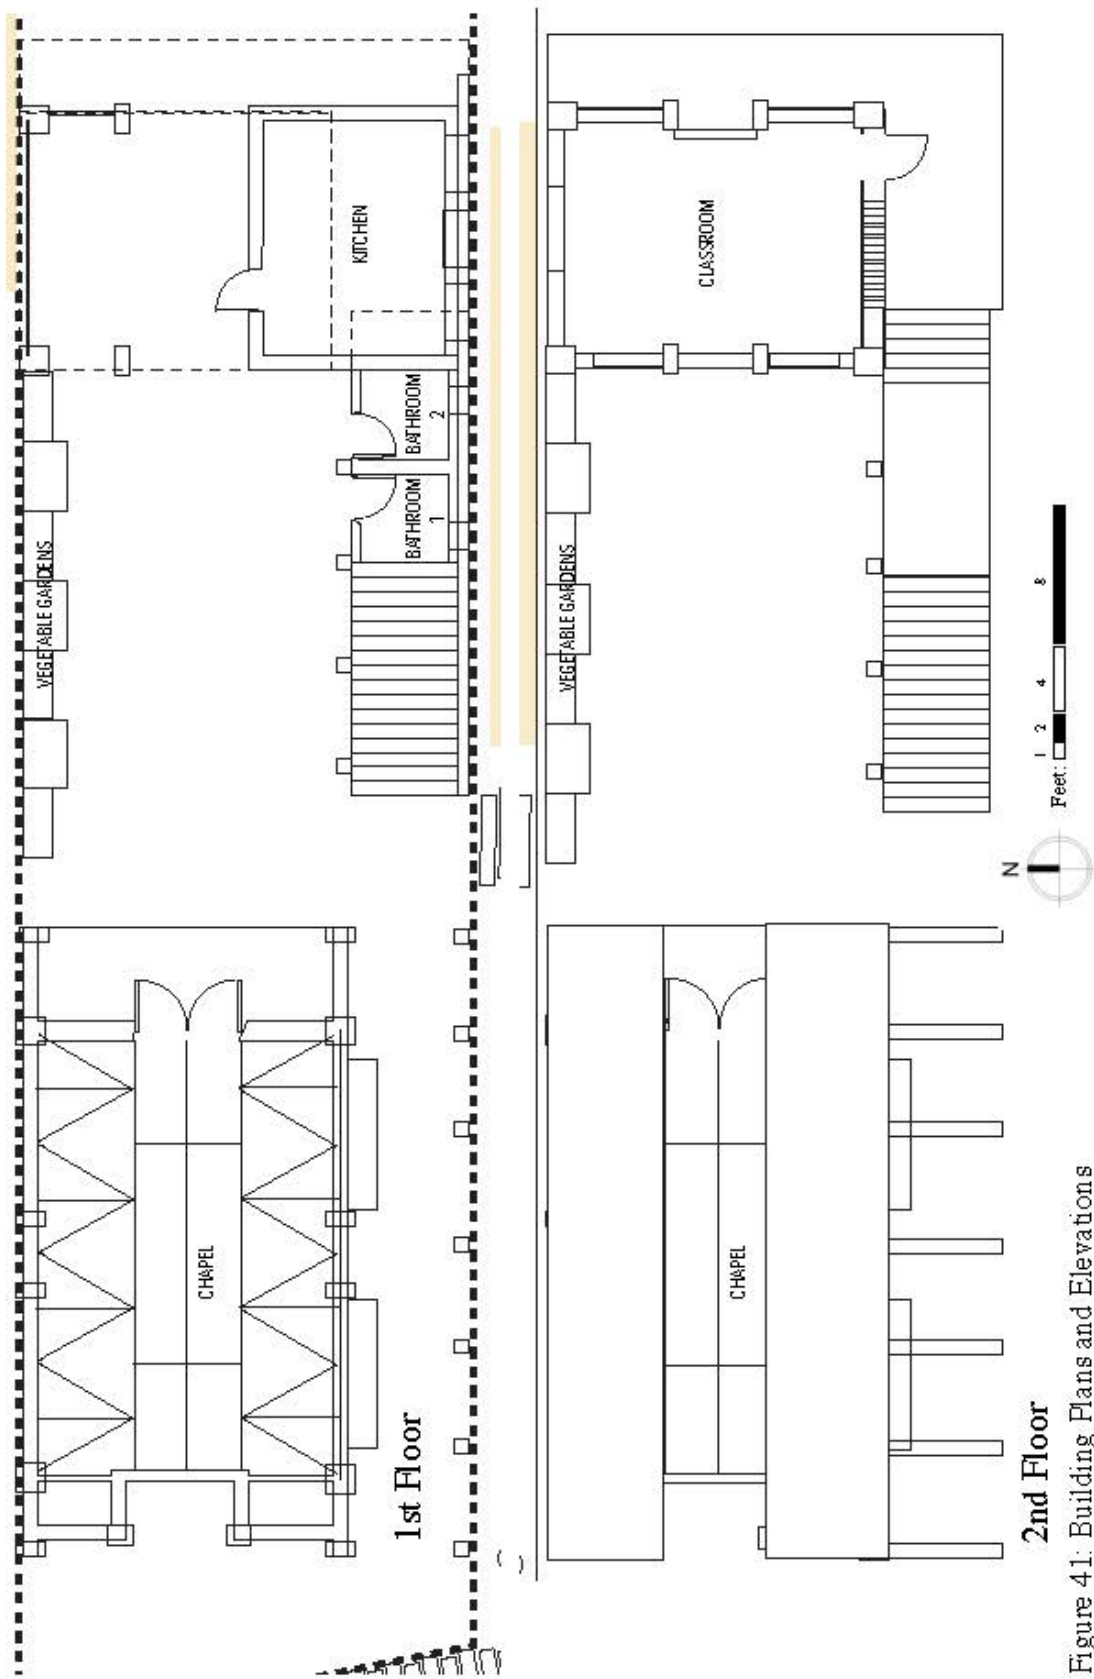 VEGETABLE GARDENS
CHAPEL
KITCHEN
1st Floor
BATHROOM
1
BATHROOM
2
VEGETABLE GARDENS
CLASSROOM
CHAPEL
N
2nd Floor
Feet: 1 2 4 8
Figure 41: Building Plans and Elevations